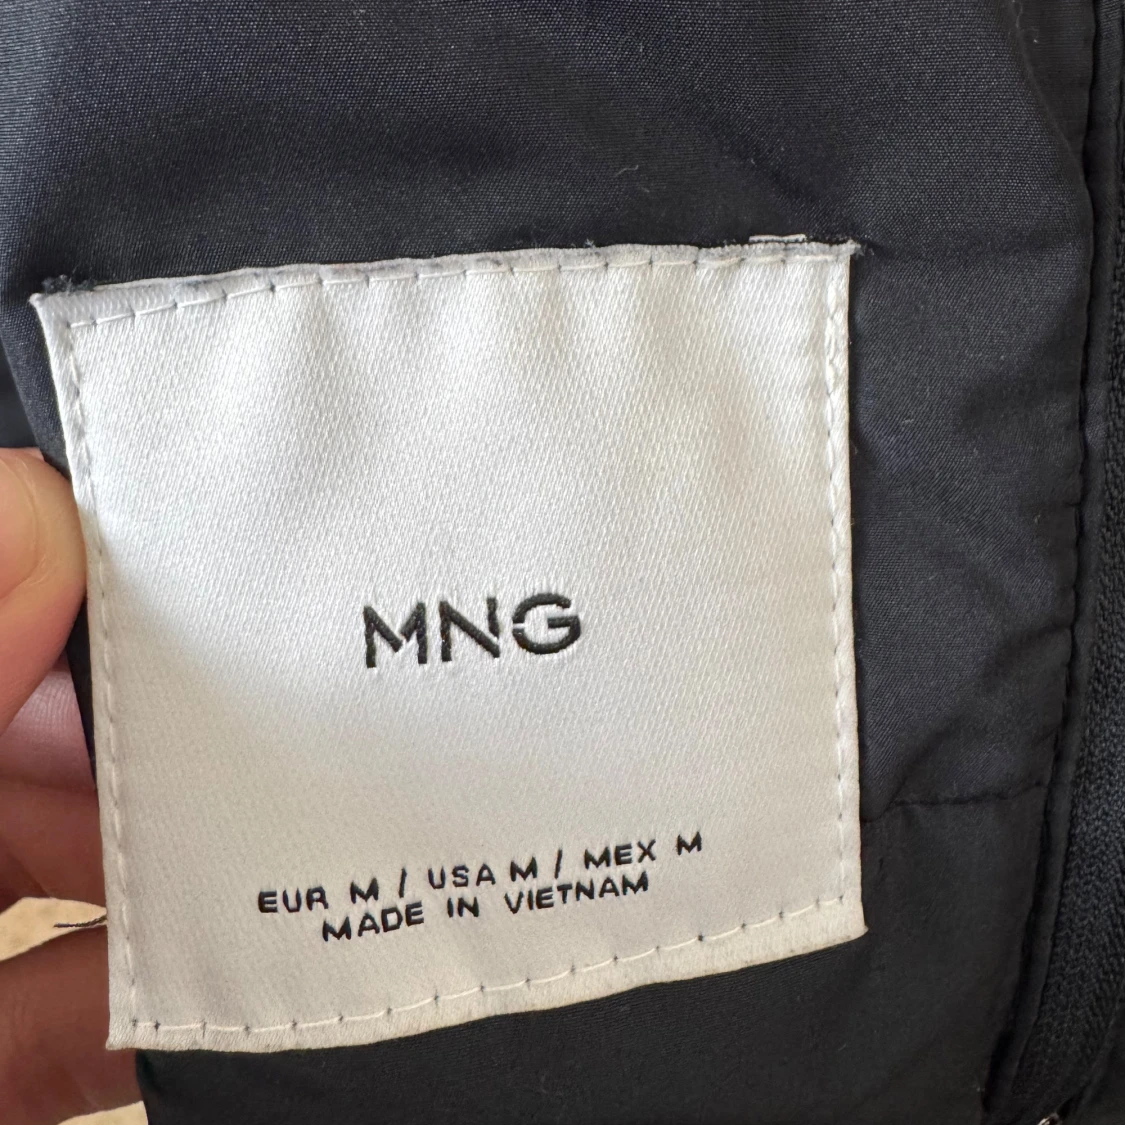 MNG
EUR M / USA M / MEX M
MADE IN VIETNAM